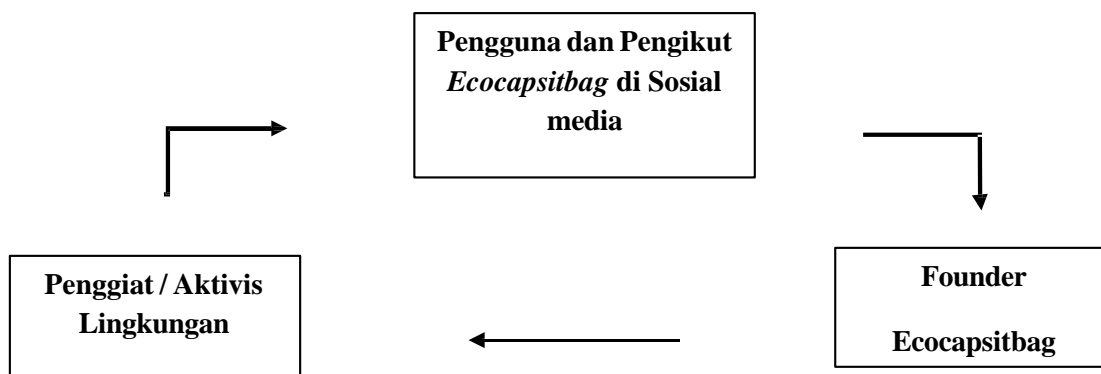 Pengguna dan Pengikut
Ecocapsitbag di Sosial
media
Penggiat / Aktivis
Lingkungan
Founder
Ecocapsitbag